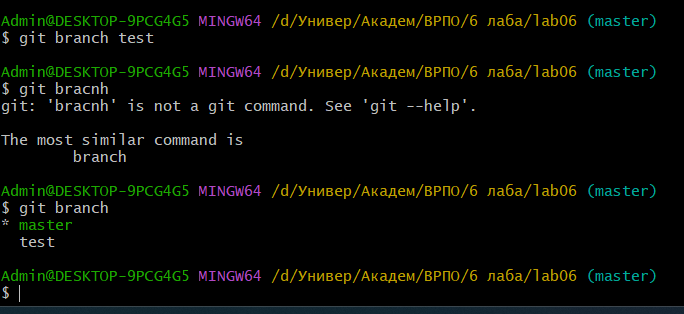 Admin@DESKTOP-9PCG4G5 MINGW64 /d/Универ/Академ/ВРПО/6 лаба/lab06 (master)
$ git branch test
Admin@DESKTOP-9PCG4G5 MINGW64 /d/Универ/Академ/ВРПО/6 лаба/lab06 (master)
$ git bracnh
git: 'bracnh' is not a git command. See 'git --help'.
The most similar command is
        branch
Admin@DESKTOP-9PCG4G5 MINGW64 /d/Универ/Академ/ВРПО/6 лаба/lab06 (master)
$ git branch
* master
  test
Admin@DESKTOP-9PCG4G5 MINGW64 /d/Универ/Академ/ВРПО/6 лаба/lab06 (master)
$